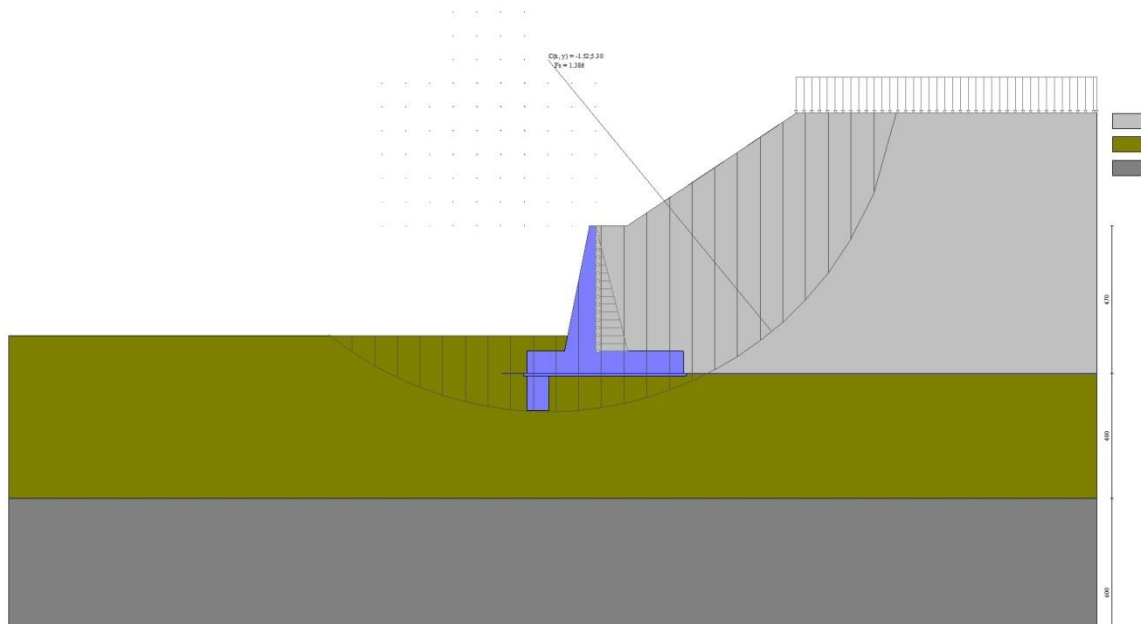 C(x, y) = -1.52;5.30
Fs = 1.386
470
480
600